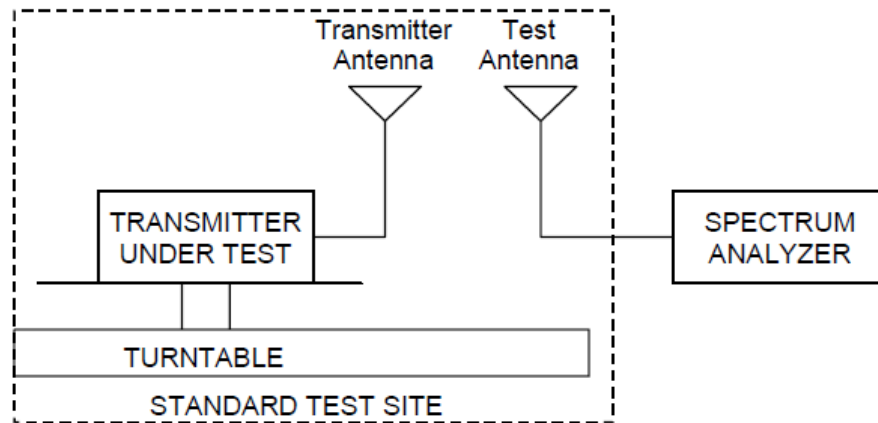 Transmitter
Antenna
Test
Antenna
TRANSMITTER
UNDER TEST
SPECTRUM
ANALYZER
TURNTABLE
STANDARD TEST SITE